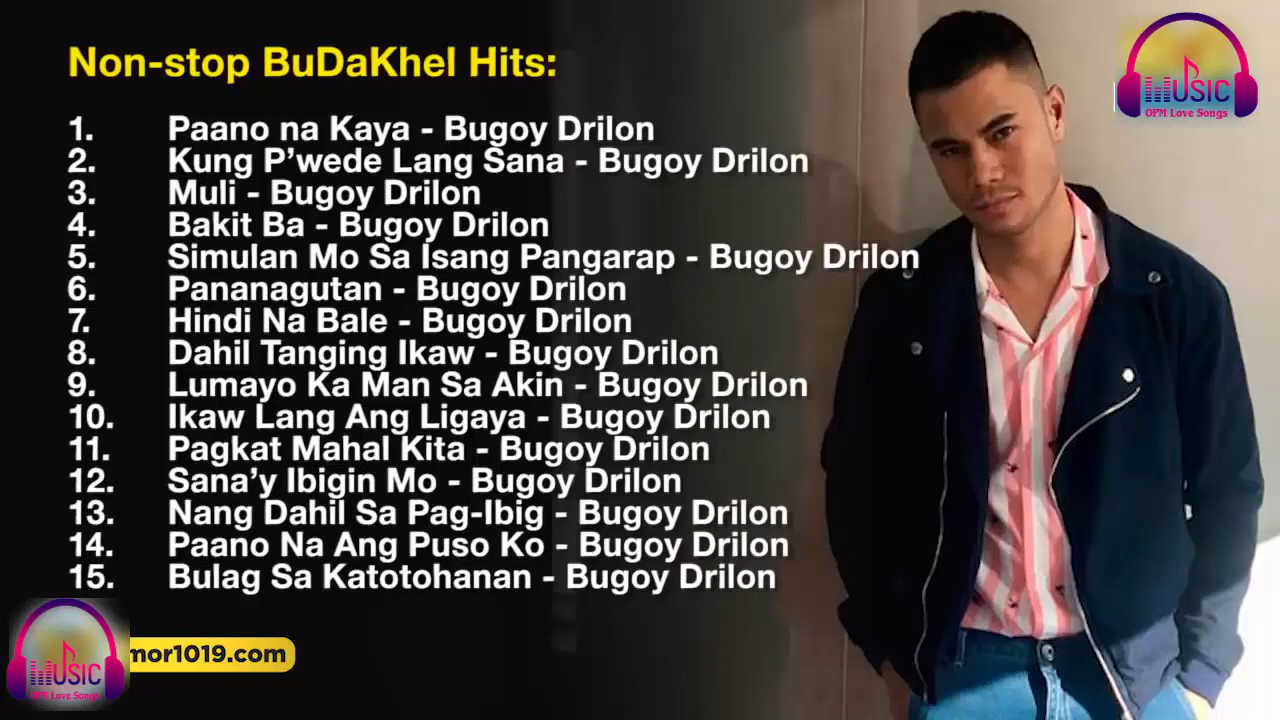 Non-stop BuDaKhel Hits:
1. Paano na Kaya - Bugoy Drilon
2. Kung P’wede Lang Sana - Bugoy Drilon
3. Muli - Bugoy Drilon
4. Bakit Ba - Bugoy Drilon
5. Simulan Mo Sa Isang Pangarap - Bugoy Drilon
6. Pananagutan - Bugoy Drilon
7. Hindi Na Bale - Bugoy Drilon
8. Dahil Tanging Ikaw - Bugoy Drilon
9. Lumayo Ka Man Sa Akin - Bugoy Drilon
10. Ikaw Lang Ang Ligaya - Bugoy Drilon
11. Pagkat Mahal Kita - Bugoy Drilon
12. Sana’y Ibigin Mo - Bugoy Drilon
13. Nang Dahil Sa Pag-Ibig - Bugoy Drilon
14. Paano Na Ang Puso Ko - Bugoy Drilon
15. Bulag Sa Katotohanan - Bugoy Drilon
MUSIC
OPM Love Songs
MUSIC
OPM Love Songs
mor1019.com